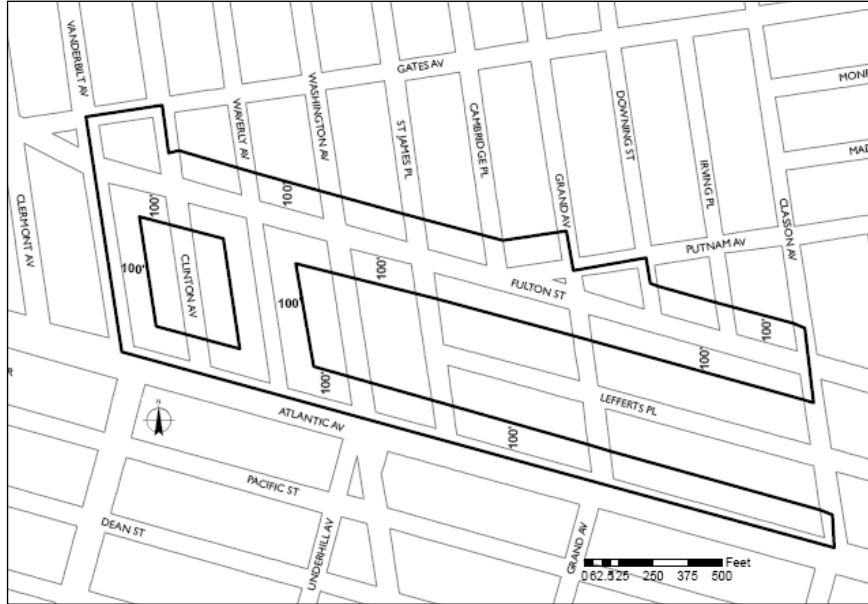 VANDERBILT AV
GATES AV
MONR
WAVERLY AV
WASHINGTON AV
ST JAMES PL
CAMBRIDGE PL
DOWNING ST
MAD
IRVING PL
GRAND AV
CLERMONT AV
CLASSON AV
100'
100'
PUTNAM AV
100'
CLINTON AV
100'
100'
FULTON ST
100'
100'
100'
LEFFERTS PL
ATLANTIC AV
100'
N
PACIFIC ST
DEAN ST
UNDERHILL AV
GRAND AV
Feet
0 62.5 125 250 375 500